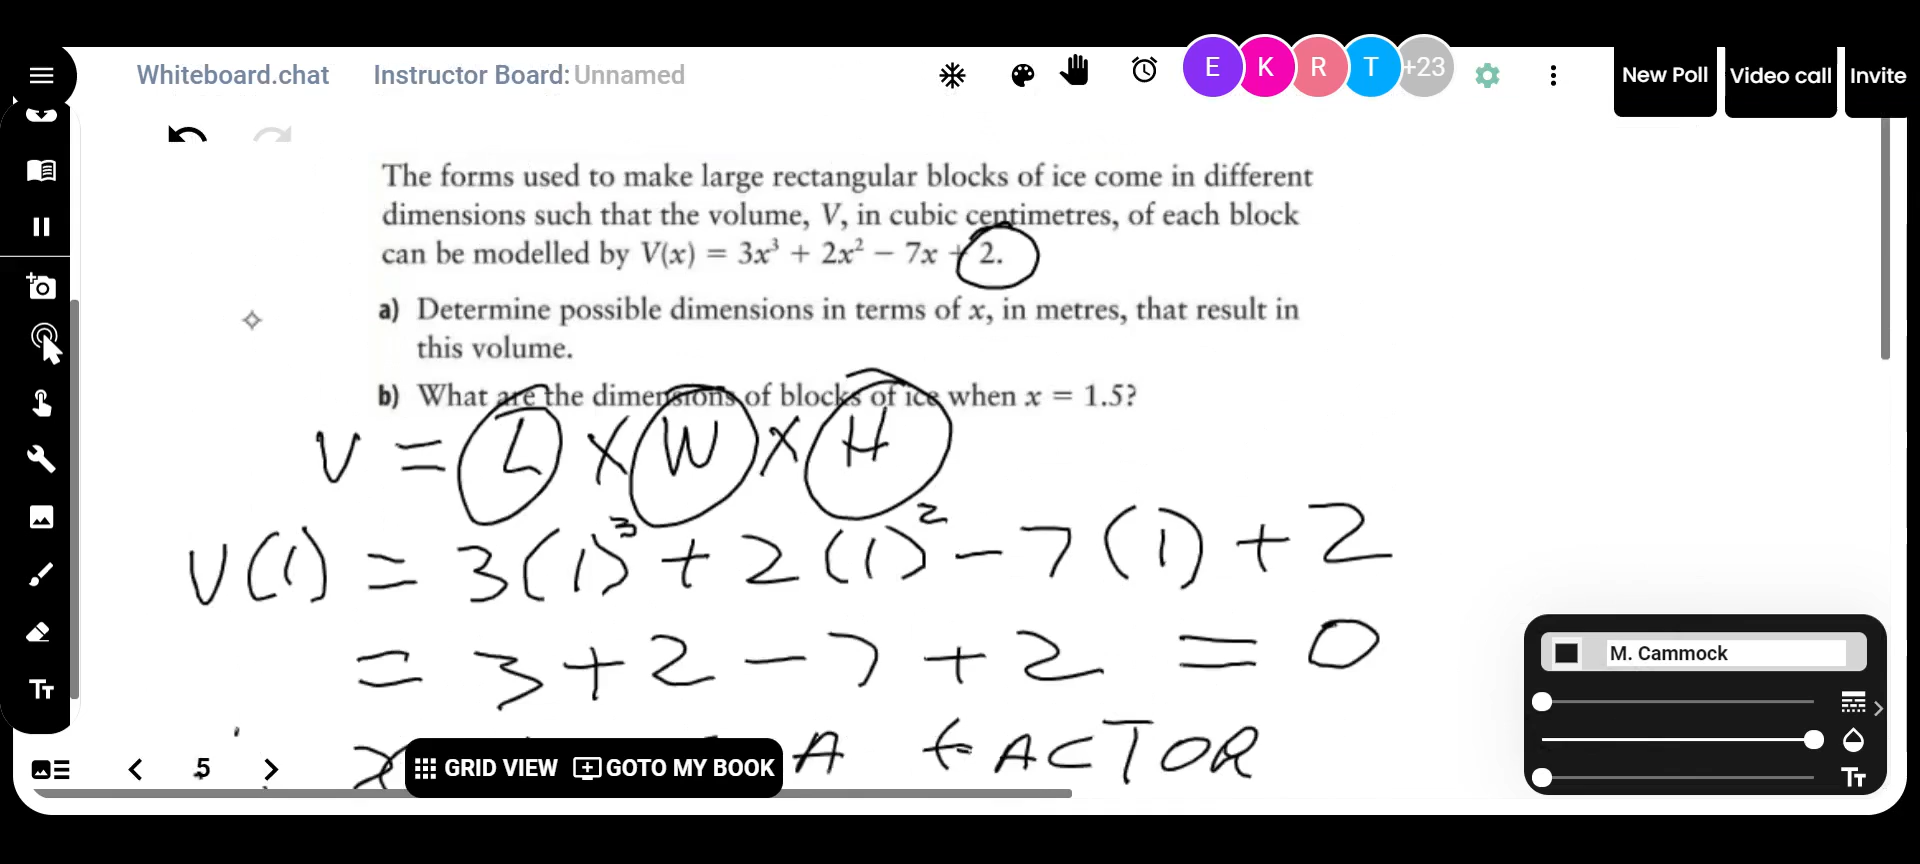 Whiteboard.chat Instructor Board: Unnamed E K R T +23 New Poll Video call Invite
The forms used to make large rectangular blocks of ice come in different
dimensions such that the volume, V, in cubic centimetres, of each block
can be modelled by V(x) = 3x³ + 2x² − 7x + 2.
a) Determine possible dimensions in terms of x, in metres, that result in
this volume.
b) What are the dimensions of blocks of ice when x = 1.5?
V = L × W × H
V(1) = 3(1)³ + 2(1)² − 7(1) + 2
= 3 + 2 − 7 + 2 = 0
M. Cammock
x A FACTOR
5 GRID VIEW GOTO MY BOOK